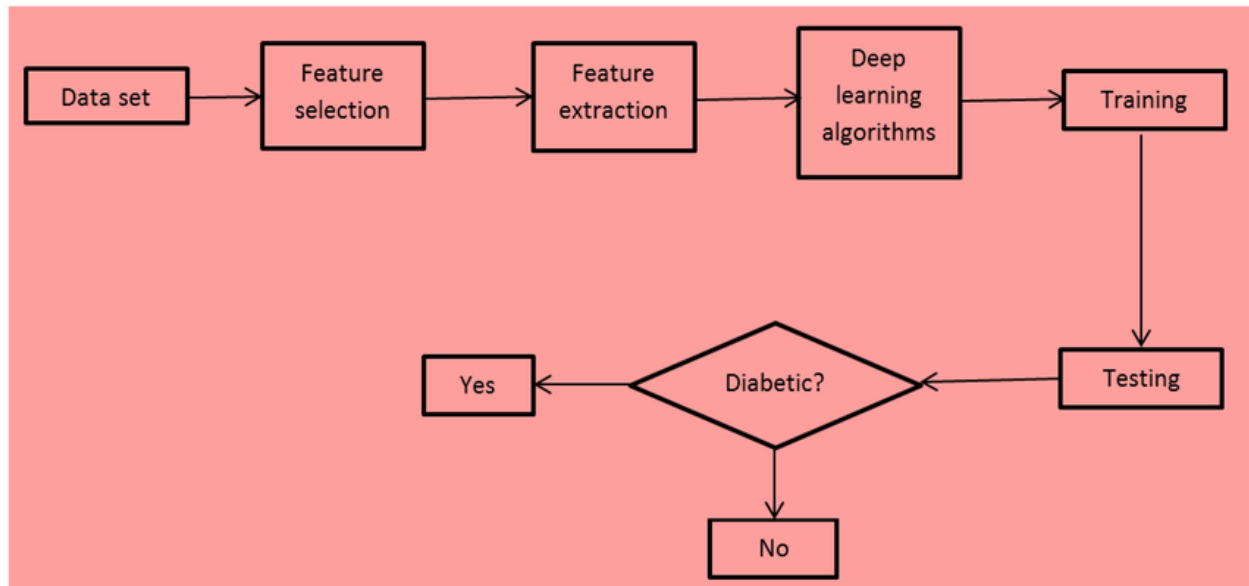 Data set
Feature
selection
Feature
extraction
Deep
learning
algorithms
Training
Testing
Diabetic?
Yes
No